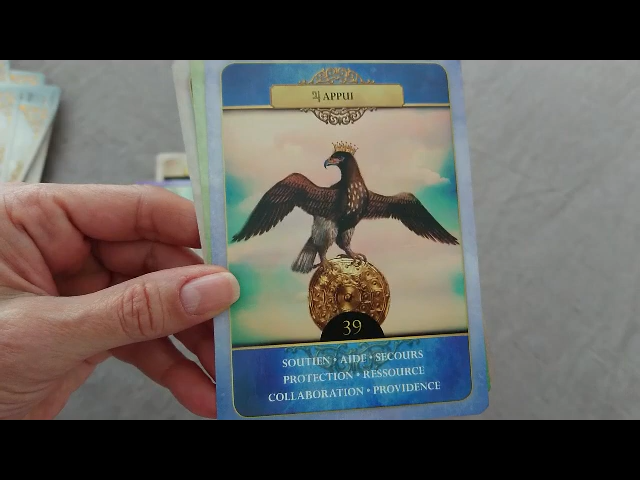 ♃ APPUI
39
SOUTIEN • AIDE • SECOURS
PROTECTION • RESSOURCE
COLLABORATION • PROVIDENCE